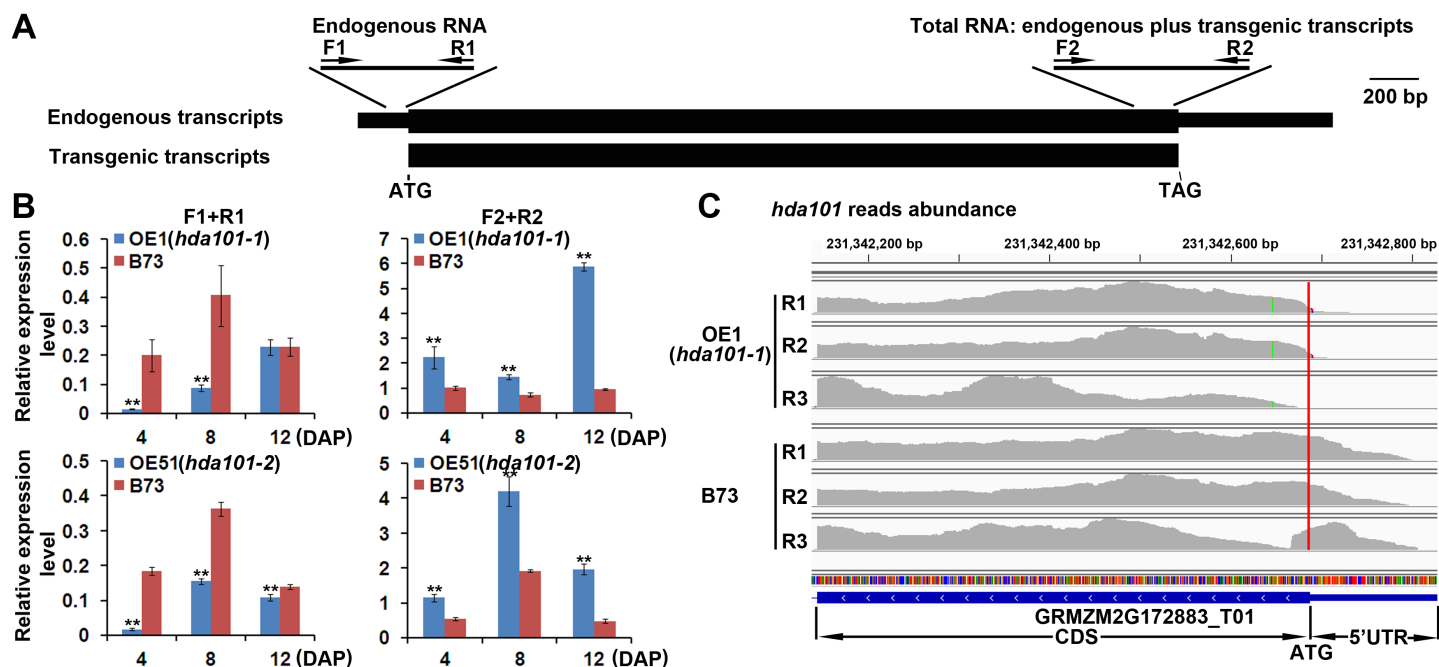 A
Endogenous RNA
F1 R1
Total RNA: endogenous plus transgenic transcripts
F2 R2
200 bp
Endogenous transcripts
Transgenic transcripts
ATG TAG
B
F1+R1
Relative expression level
OE1(hda101-1)
B73
0.6
0.5
0.4
0.3
0.2
0.1
0
**
**
4 8 12 (DAP)
F2+R2
OE1(hda101-1)
B73
7
6
5
4
3
2
1
0
**
**
**
4 8 12 (DAP)
Relative expression level
OE51(hda101-2)
B73
0.5
0.4
0.3
0.2
0.1
0
**
**
**
4 8 12 (DAP)
OE51(hda101-2)
B73
5
4
3
2
1
0
**
**
**
4 8 12 (DAP)
C
hda101 reads abundance
231,342,200 bp 231,342,400 bp 231,342,600 bp 231,342,800 bp
OE1
(hda101-1)
R1
R2
R3
B73
R1
R2
R3
GRMZM2G172883_T01
CDS
ATG
5'UTR